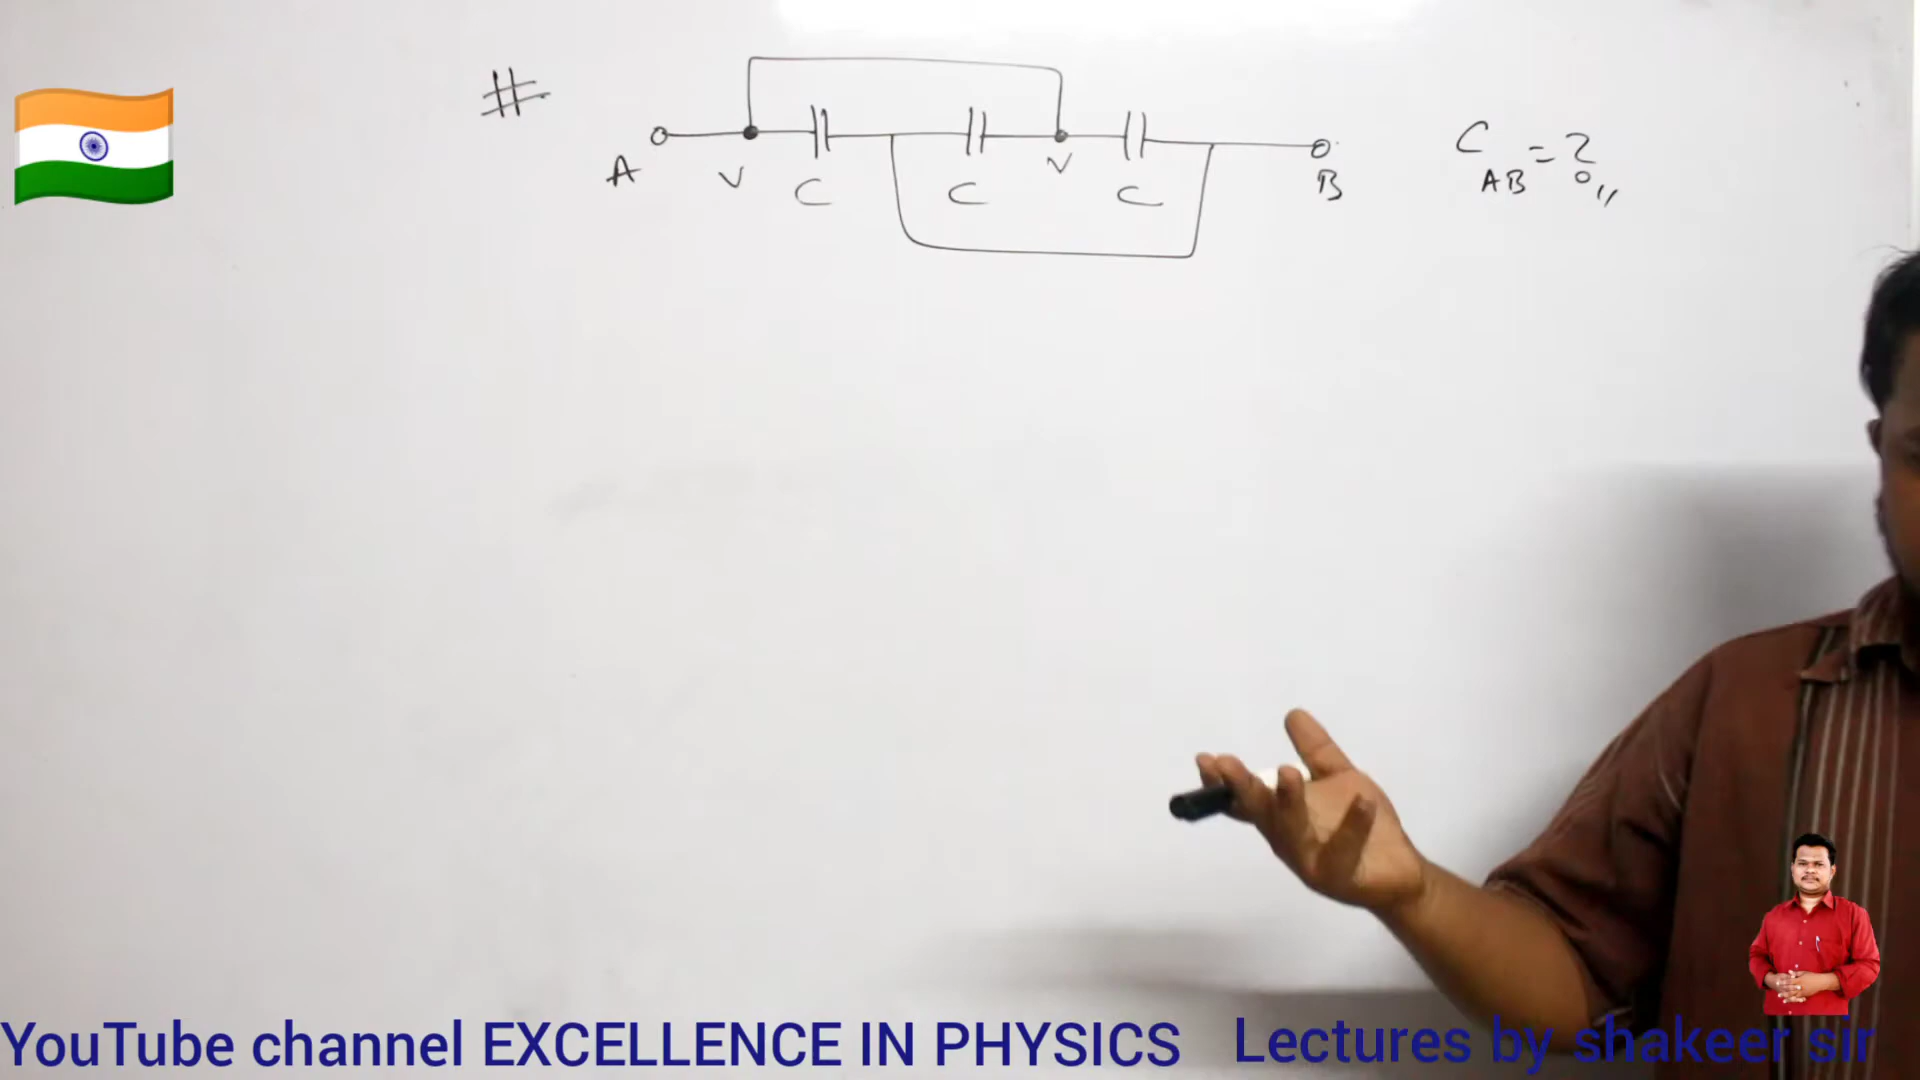 #
A V C C V C B
C AB = ?,,
YouTube channel EXCELLENCE IN PHYSICS
Lectures by shakeer sir